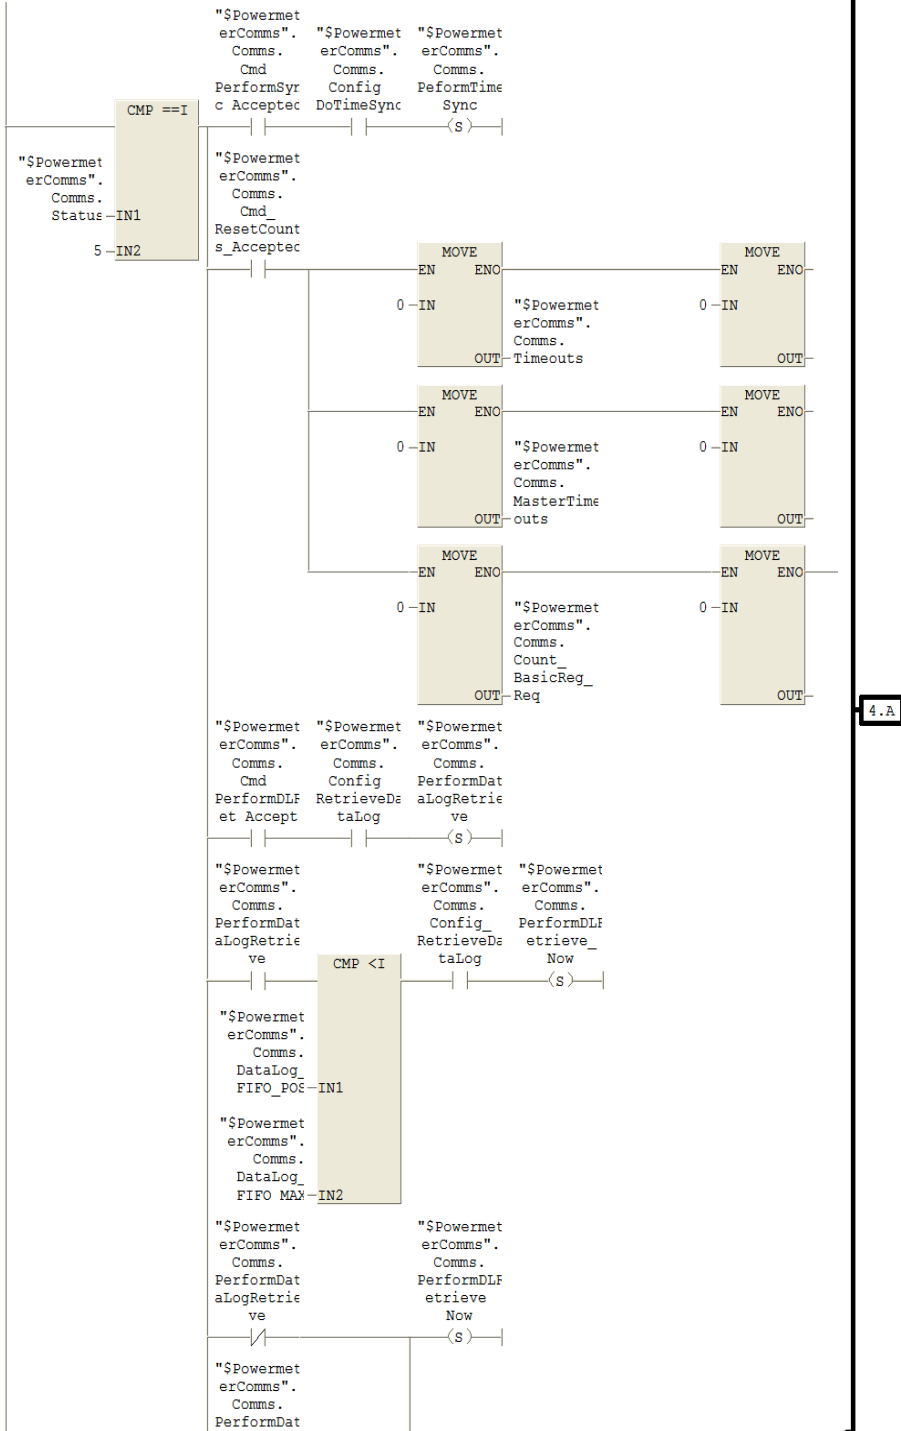 "$Powermet
erComms".
Comms.
Cmd
PerformSyn
c Accepted
"$Powermet
erComms".
Comms.
Config
DoTimeSync
"$Powermet
erComms".
Comms.
PeformTime
Sync
CMP ==I
(S)
"$Powermet
erComms".
Comms.
Status
IN1
5
IN2
"$Powermet
erComms".
Comms.
Cmd_
ResetCount
s_Accepted
MOVE
EN ENO
0
IN
"$Powermet
erComms".
Comms.
OUT
Timeouts
MOVE
EN ENO
0
IN
OUT
MOVE
EN ENO
0
IN
"$Powermet
erComms".
Comms.
MasterTime
OUT
outs
MOVE
EN ENO
0
IN
OUT
MOVE
EN ENO
0
IN
"$Powermet
erComms".
Comms.
Count_
BasicReg_
OUT
Req
MOVE
EN ENO
0
IN
OUT
4.A
"$Powermet
erComms".
Comms.
Cmd
PerformDLR
et Accept
"$Powermet
erComms".
Comms.
Config
RetrieveDa
taLog
"$Powermet
erComms".
Comms.
PerformDat
aLogRetrie
ve
(S)
"$Powermet
erComms".
Comms.
PerformDat
aLogRetrie
ve
CMP <I
"$Powermet
erComms".
Comms.
Config_
RetrieveDa
taLog
"$Powermet
erComms".
Comms.
PerformDLR
etrieve_
Now
(S)
"$Powermet
erComms".
Comms.
DataLog_
FIFO_POS
IN1
"$Powermet
erComms".
Comms.
DataLog_
FIFO MAX
IN2
"$Powermet
erComms".
Comms.
PerformDat
aLogRetrie
ve
"$Powermet
erComms".
Comms.
PerformDLR
etrieve
Now
(S)
"$Powermet
erComms".
Comms.
PerformDat